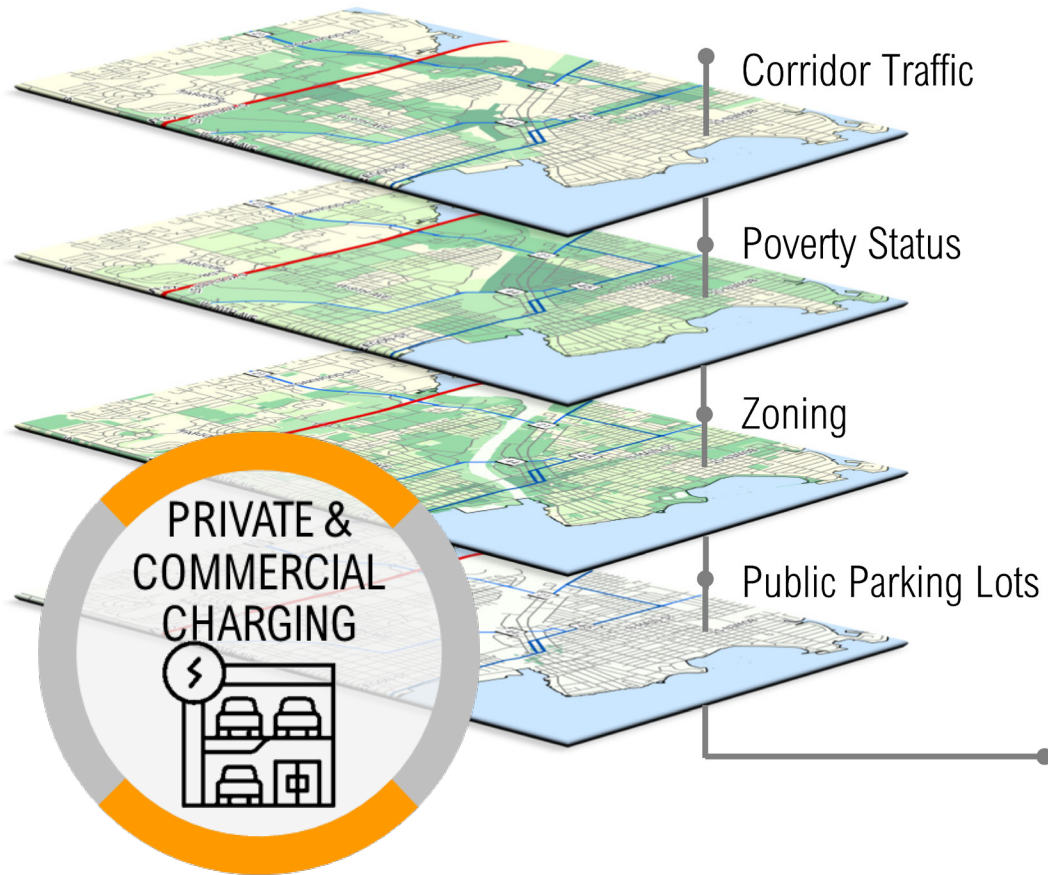 Corridor Traffic
Poverty Status
Zoning
Public Parking Lots
PRIVATE &
COMMERCIAL
CHARGING